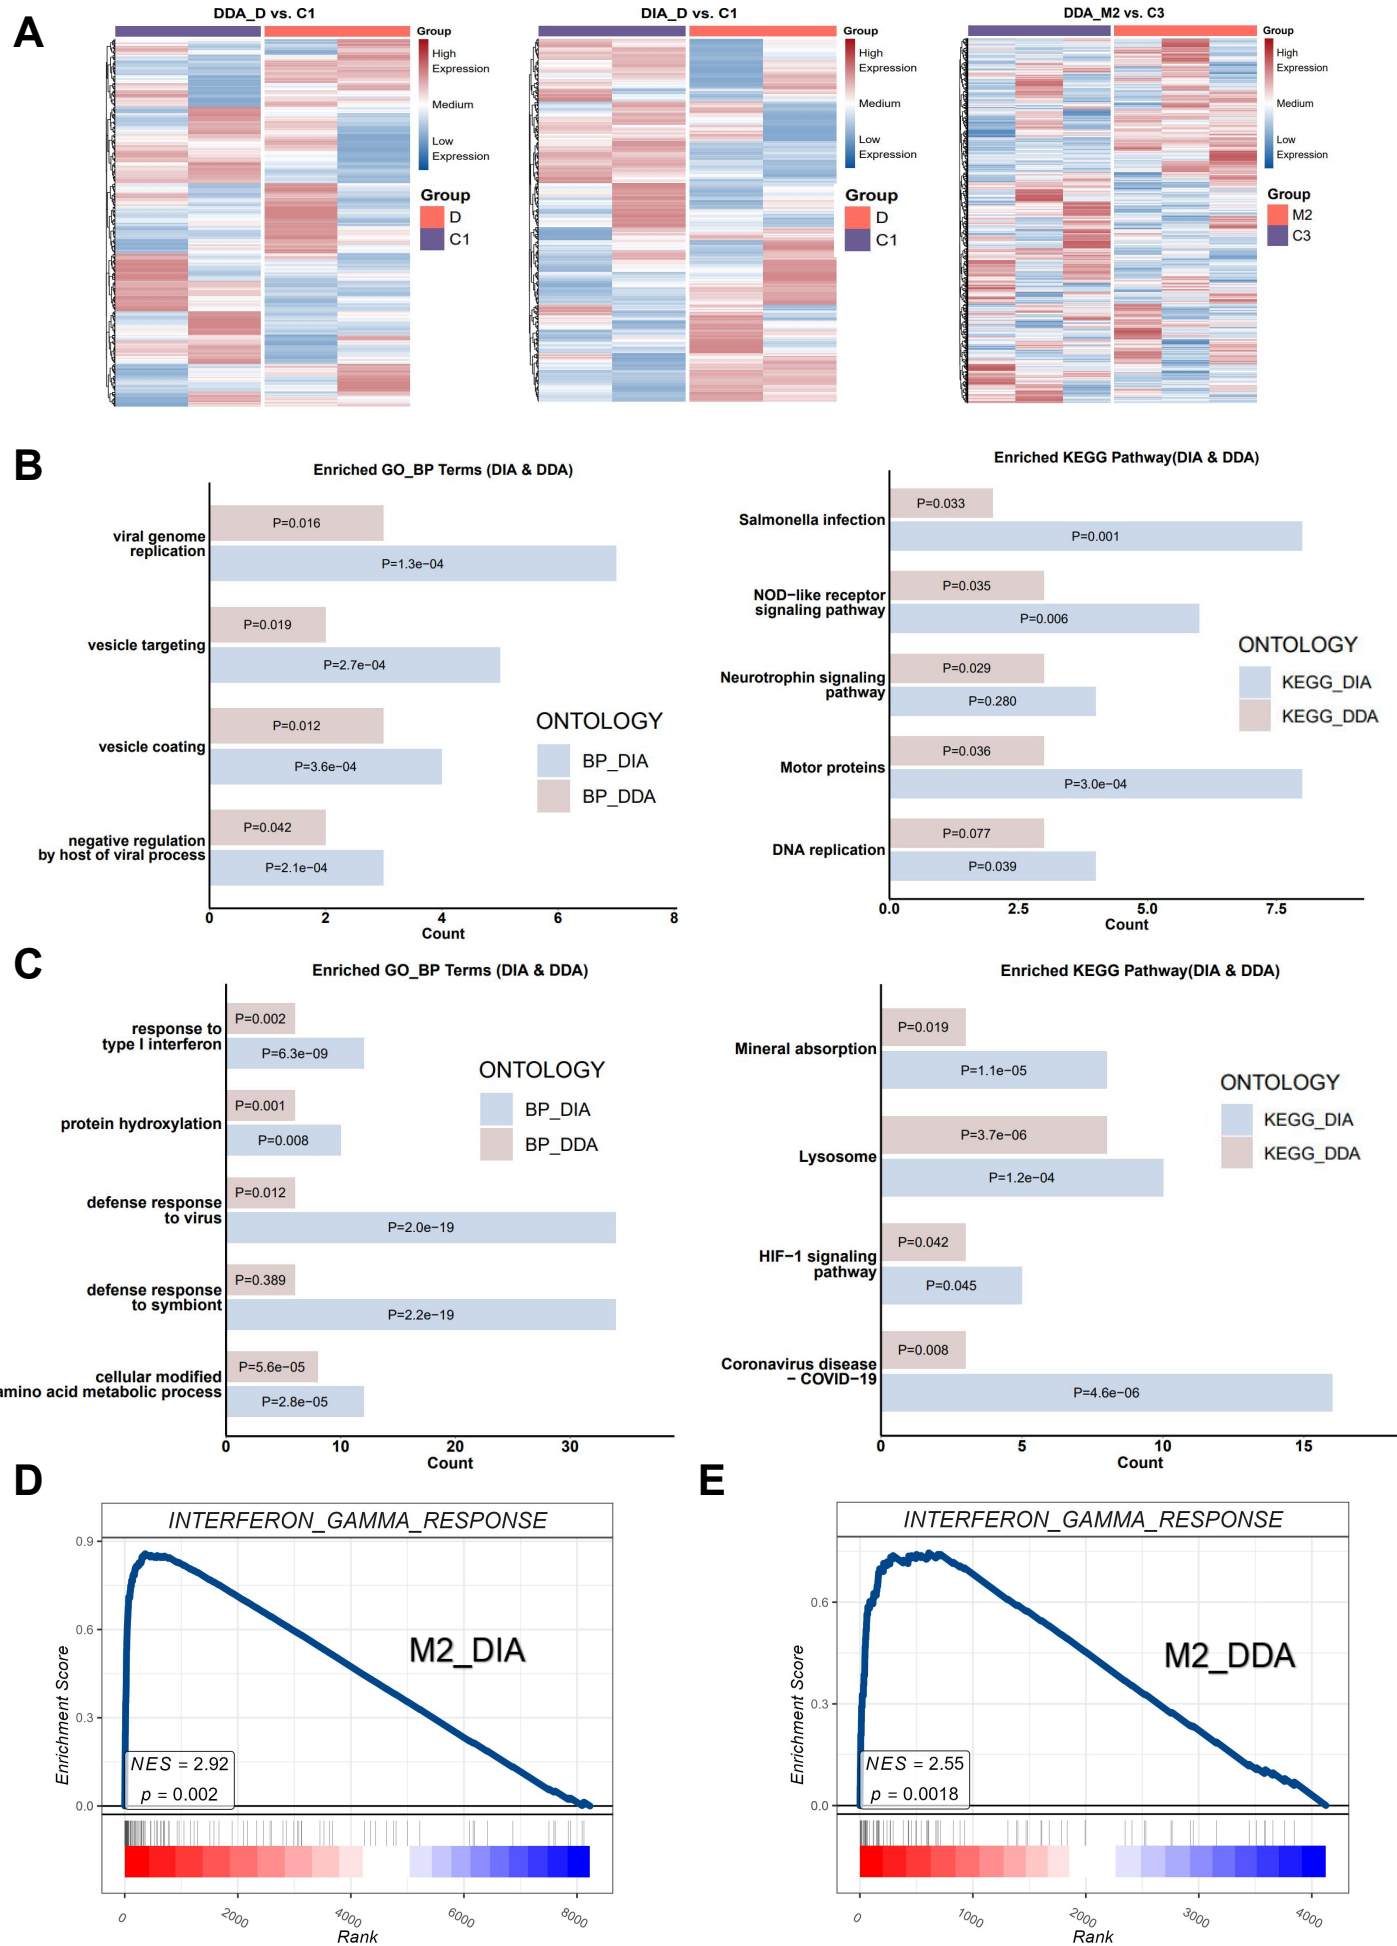 A
DDA_D vs. C1
Group
High
Expression
Medium
Low
Expression
Group
D
C1
DIA_D vs. C1
Group
High
Expression
Medium
Low
Expression
Group
D
C1
DDA_M2 vs. C3
Group
High
Expression
Medium
Low
Expression
Group
M2
C3
B
Enriched GO_BP Terms (DIA & DDA)
viral genome
replication
P=0.016
P=1.3e−04
vesicle targeting
P=0.019
P=2.7e−04
vesicle coating
P=0.012
P=3.6e−04
negative regulation
by host of viral process
P=0.042
P=2.1e−04
0 2 4 6 8
Count
ONTOLOGY
BP_DIA
BP_DDA
Enriched KEGG Pathway(DIA & DDA)
Salmonella infection
P=0.033
P=0.001
NOD−like receptor
signaling pathway
P=0.035
P=0.006
Neurotrophin signaling
pathway
P=0.029
P=0.280
Motor proteins
P=0.036
P=3.0e−04
DNA replication
P=0.077
P=0.039
0.0 2.5 5.0 7.5
Count
ONTOLOGY
KEGG_DIA
KEGG_DDA
C
Enriched GO_BP Terms (DIA & DDA)
response to
type I interferon
P=0.002
P=6.3e−09
protein hydroxylation
P=0.001
P=0.008
defense response
to virus
P=0.012
P=2.0e−19
defense response
to symbiont
P=0.389
P=2.2e−19
cellular modified
amino acid metabolic process
P=5.6e−05
P=2.8e−05
0 10 20 30
Count
ONTOLOGY
BP_DIA
BP_DDA
Enriched KEGG Pathway(DIA & DDA)
Mineral absorption
P=0.019
P=1.1e−05
Lysosome
P=3.7e−06
P=1.2e−04
HIF−1 signaling
pathway
P=0.042
P=0.045
Coronavirus disease
− COVID−19
P=0.008
P=4.6e−06
0 5 10 15
Count
ONTOLOGY
KEGG_DIA
KEGG_DDA
D
INTERFERON_GAMMA_RESPONSE
Enrichment Score
0.9
0.6
0.3
0.0
M2_DIA
NES = 2.92
p = 0.002
0 2000 4000 6000 8000
Rank
E
INTERFERON_GAMMA_RESPONSE
Enrichment Score
0.6
0.3
0.0
M2_DDA
NES = 2.55
p = 0.0018
0 1000 2000 3000 4000
Rank